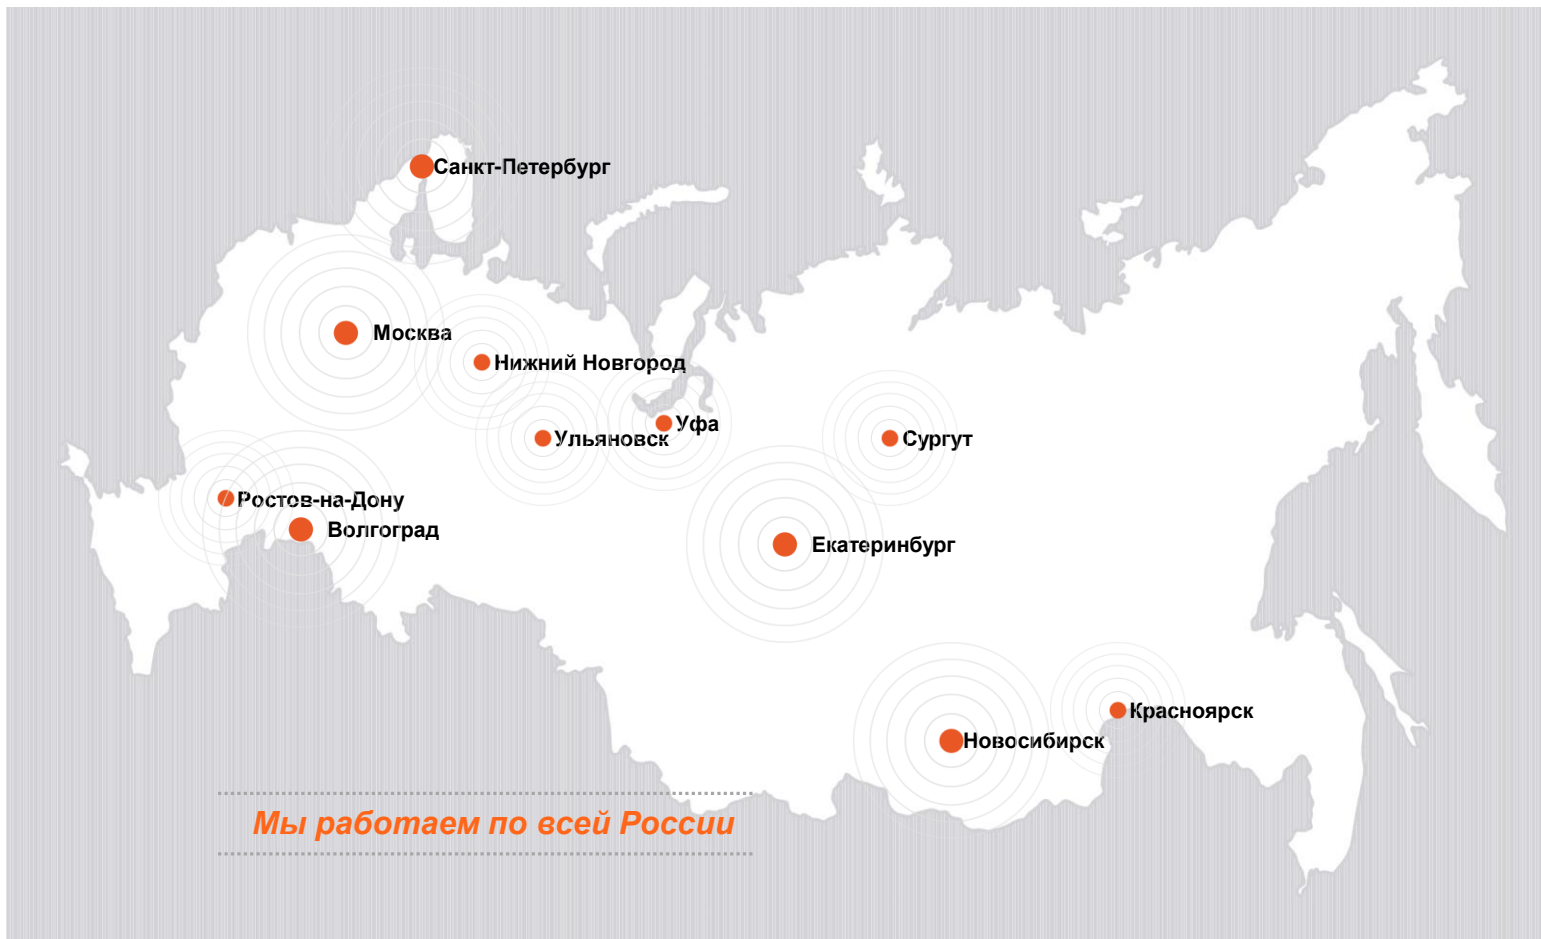 Санкт-Петербург
Москва
Нижний Новгород
Уфа
Ульяновск
Сургут
Ростов-на-Дону
Волгоград
Екатеринбург
Красноярск
Новосибирск
Мы работаем по всей России